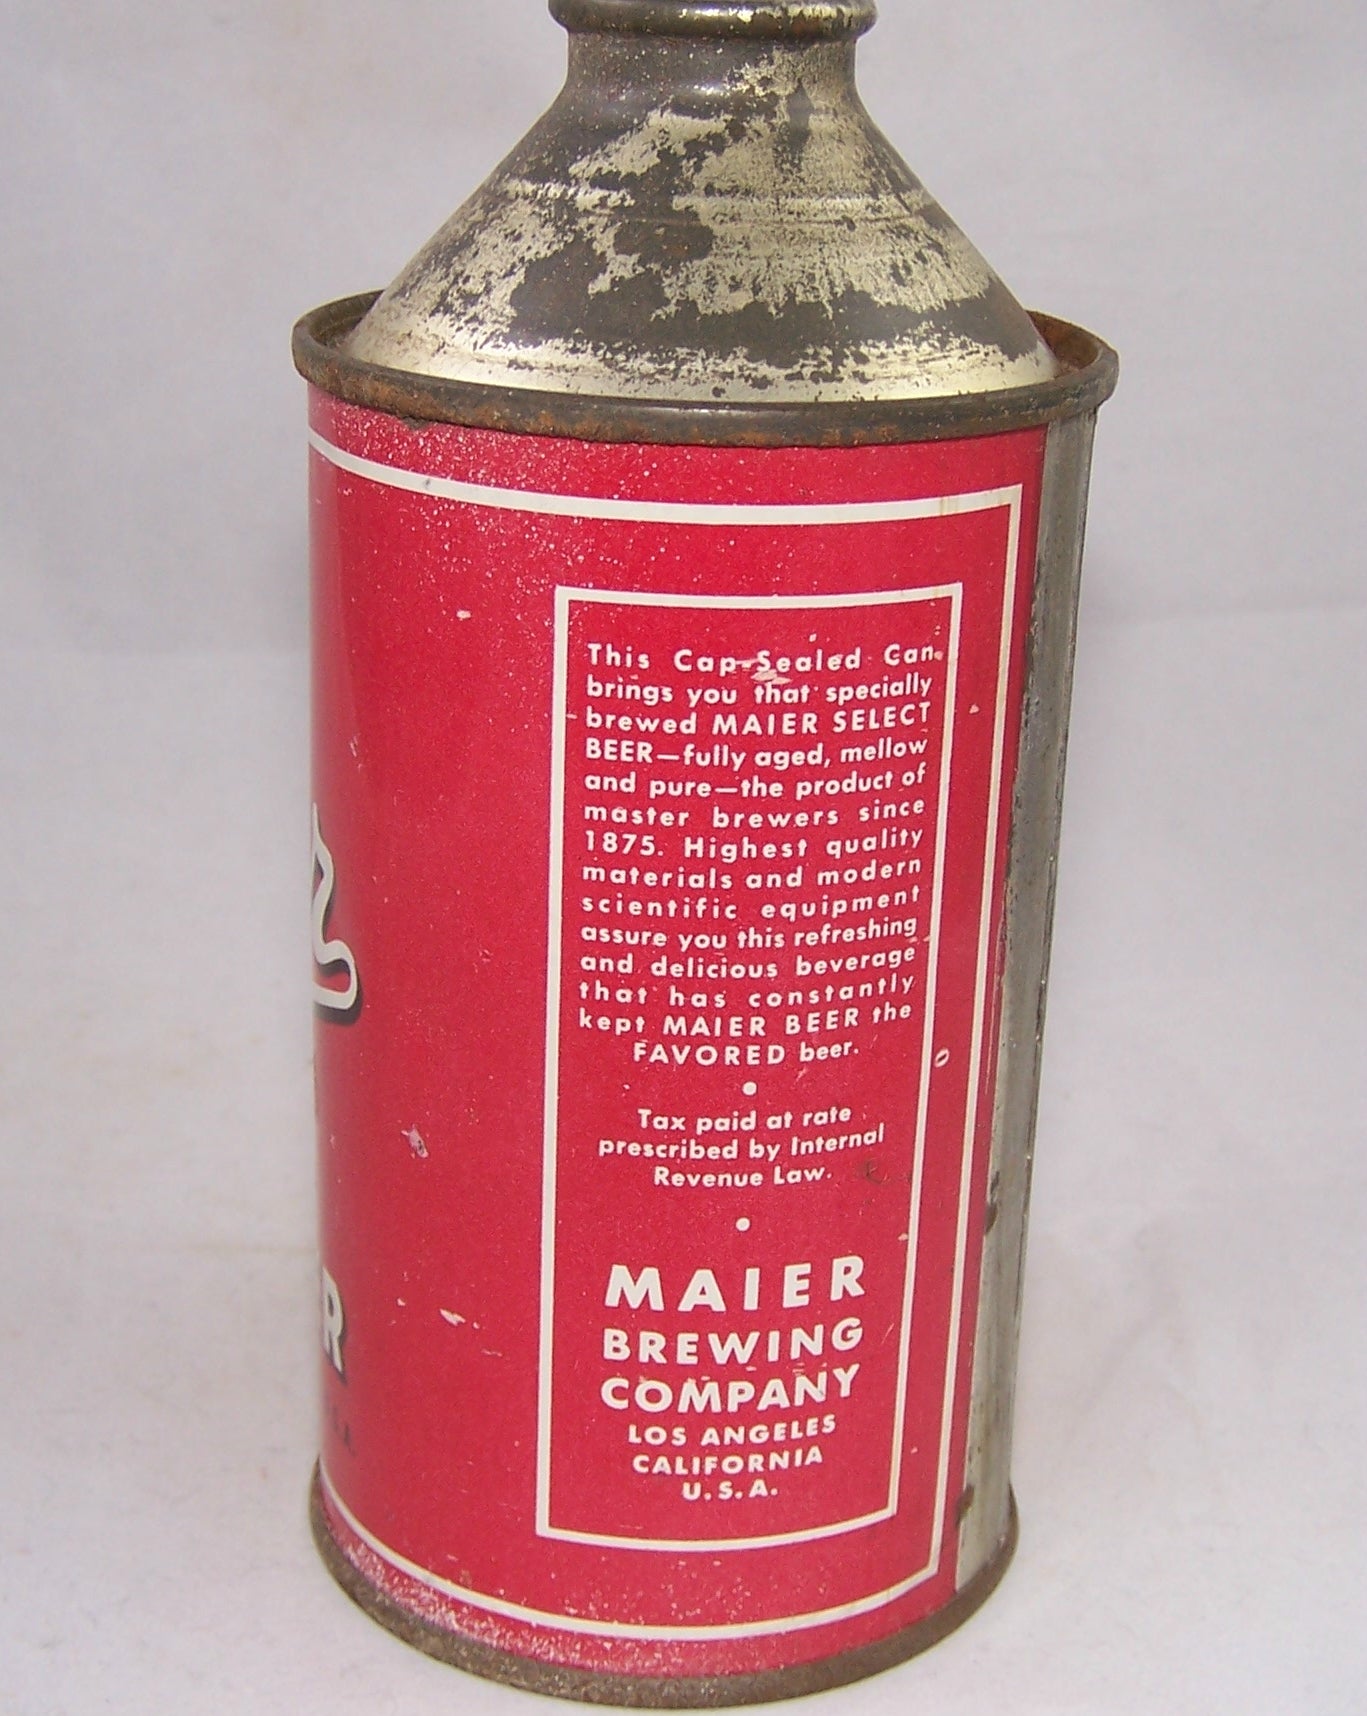 This Cap-Sealed Can
brings you that specially
brewed MAIER SELECT
BEER—fully aged, mellow
and pure—the product of
master brewers since
1875. Highest quality
materials and modern
scientific equipment
assure you this refreshing
and delicious beverage
that has constantly
kept MAIER BEER the
FAVORED beer.
Tax paid at rate
prescribed by Internal
Revenue Law.
MAIER
BREWING
COMPANY
LOS ANGELES
CALIFORNIA
U.S.A.